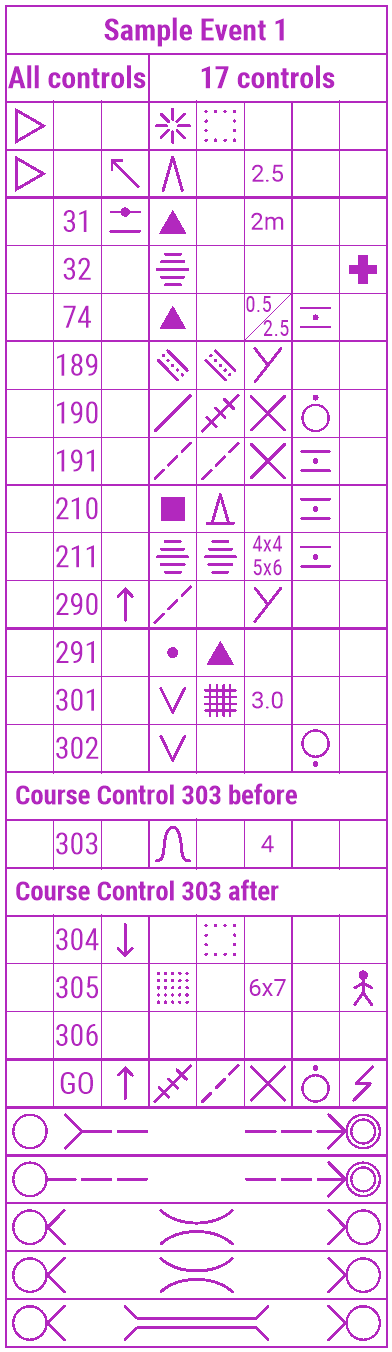 Sample Event 1
All controls 17 controls
2.5
31 2m
32
74 0.5 2.5
189
190
191
210
211 4x4
5x6
290
291
301 3.0
302
Course Control 303 before
303 4
Course Control 303 after
304
305 6x7
306
GO